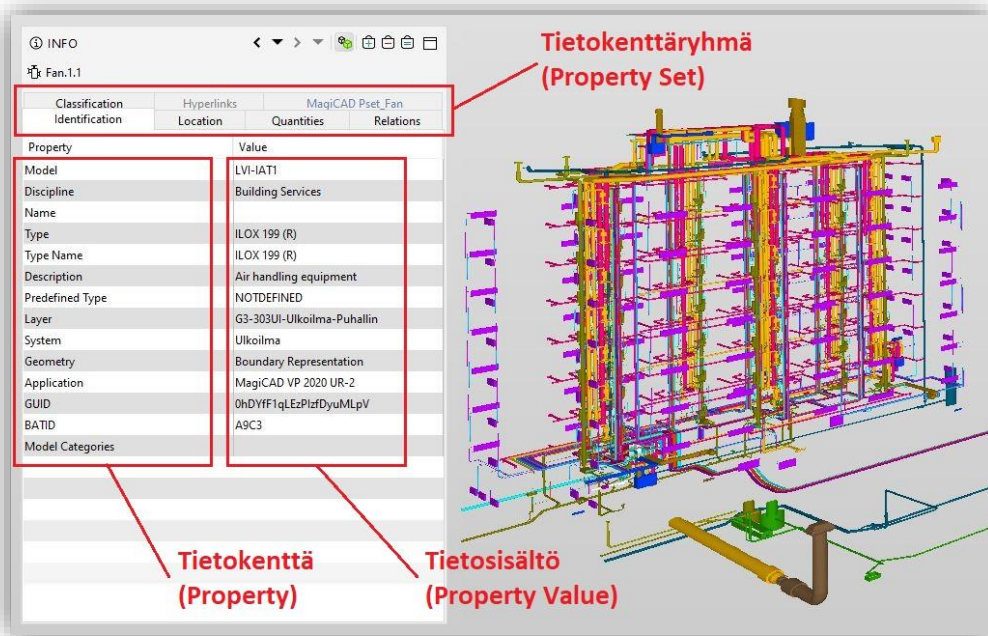 INFO
Fan.1.1
Classification Hyperlinks MagiCAD Pset_Fan
Identification Location Quantities Relations
Property Value
Model LVI-IAT1
Discipline Building Services
Name
Type ILOX 199 (R)
Type Name ILOX 199 (R)
Description Air handling equipment
Predefined Type NOTDEFINED
Layer G3-303UI-Ulkoilma-Puhallin
System Ulkoilma
Geometry Boundary Representation
Application MagiCAD VP 2020 UR-2
GUID 0hDYfF1qLEzPlzfDyuMLpV
BATID A9C3
Model Categories
Tietokenttäryhmä
(Property Set)
Tietokenttä
(Property)
Tietosisältö
(Property Value)